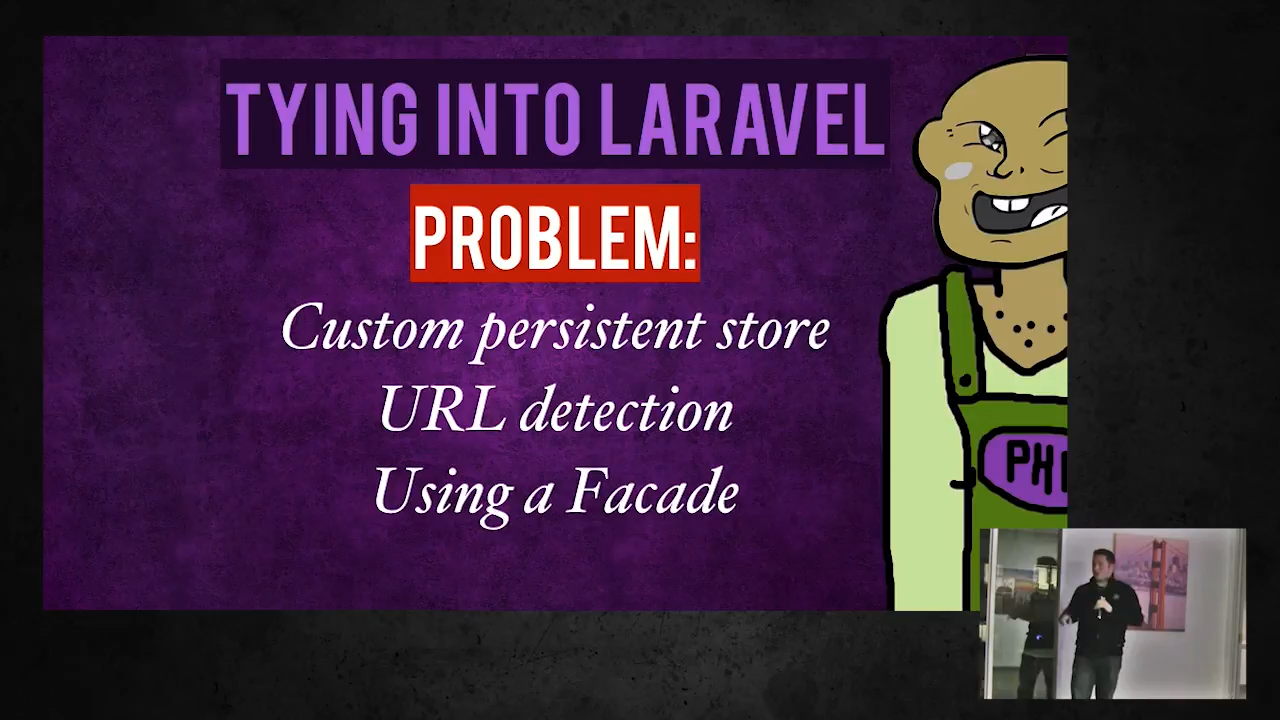 TYING INTO LARAVEL
PROBLEM:
Custom persistent store
URL detection
Using a Facade